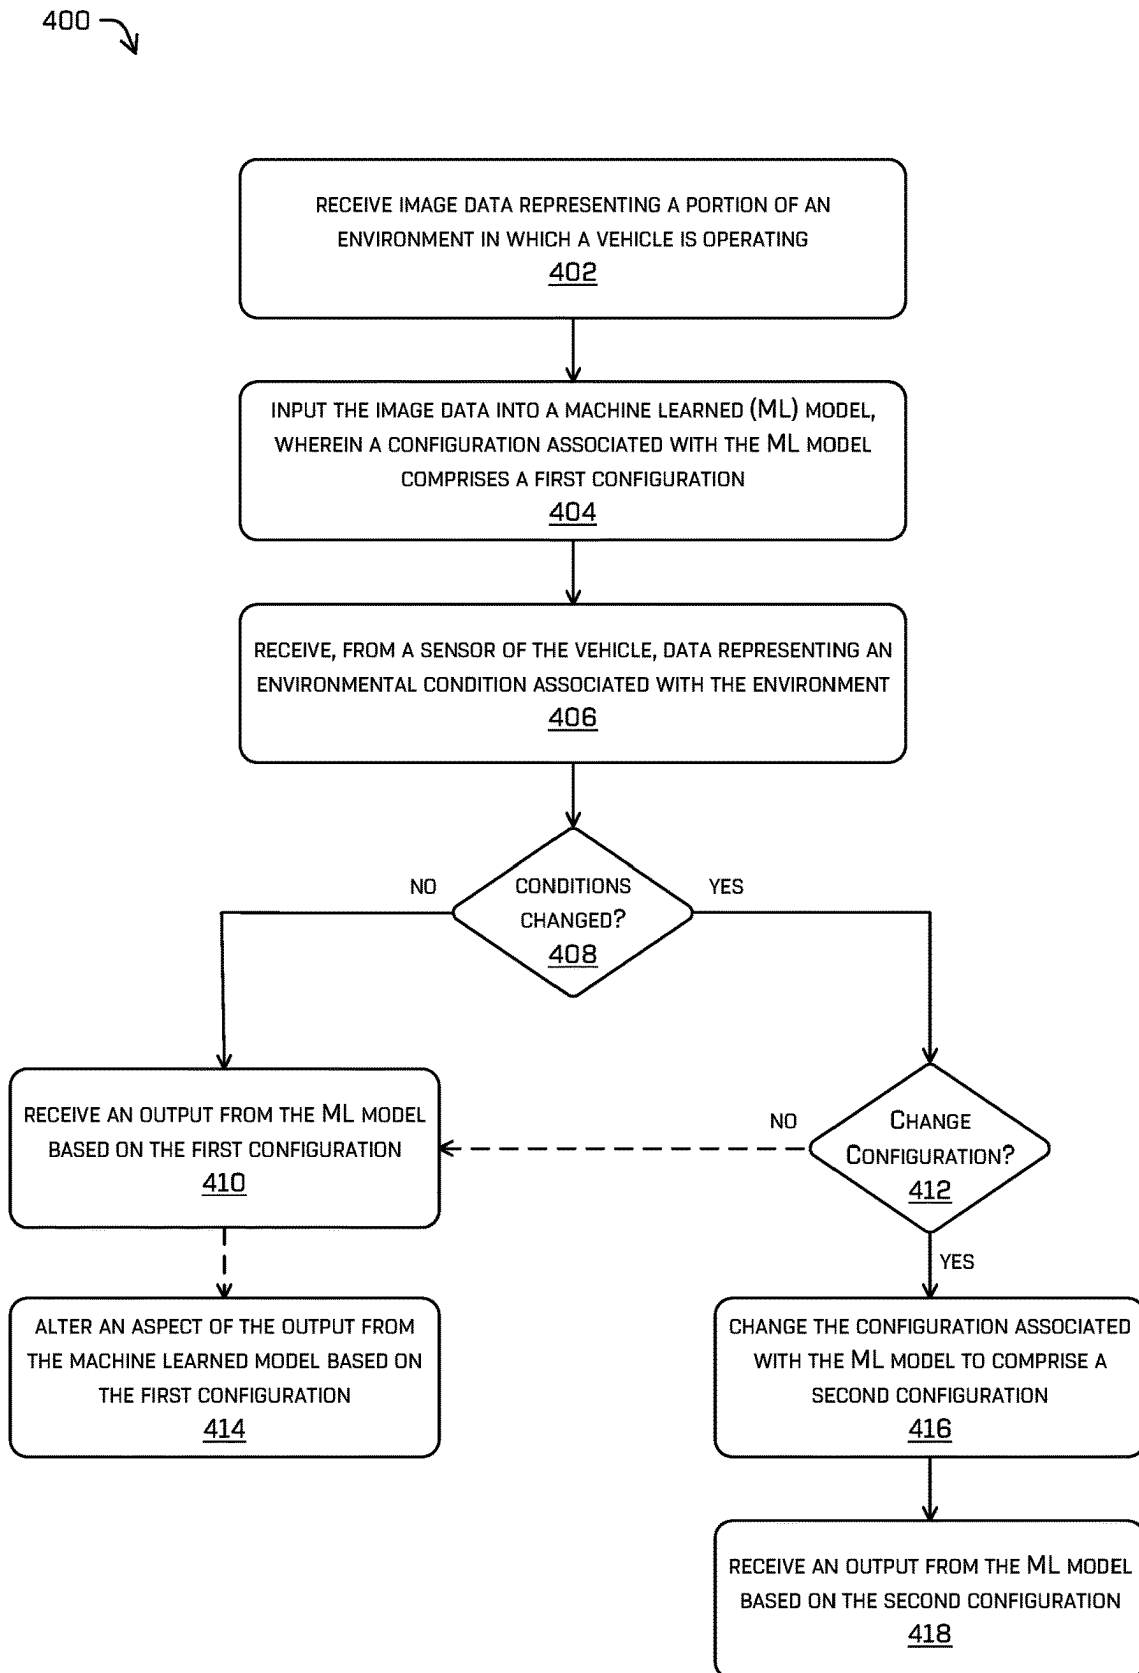 400
RECEIVE IMAGE DATA REPRESENTING A PORTION OF AN
ENVIRONMENT IN WHICH A VEHICLE IS OPERATING
402
INPUT THE IMAGE DATA INTO A MACHINE LEARNED (ML) MODEL,
WHEREIN A CONFIGURATION ASSOCIATED WITH THE ML MODEL
COMPRISES A FIRST CONFIGURATION
404
RECEIVE, FROM A SENSOR OF THE VEHICLE, DATA REPRESENTING AN
ENVIRONMENTAL CONDITION ASSOCIATED WITH THE ENVIRONMENT
406
NO
CONDITIONS
CHANGED?
408
YES
RECEIVE AN OUTPUT FROM THE ML MODEL
BASED ON THE FIRST CONFIGURATION
410
NO
CHANGE
CONFIGURATION?
412
YES
ALTER AN ASPECT OF THE OUTPUT FROM
THE MACHINE LEARNED MODEL BASED ON
THE FIRST CONFIGURATION
414
CHANGE THE CONFIGURATION ASSOCIATED
WITH THE ML MODEL TO COMPRISE A
SECOND CONFIGURATION
416
RECEIVE AN OUTPUT FROM THE ML MODEL
BASED ON THE SECOND CONFIGURATION
418